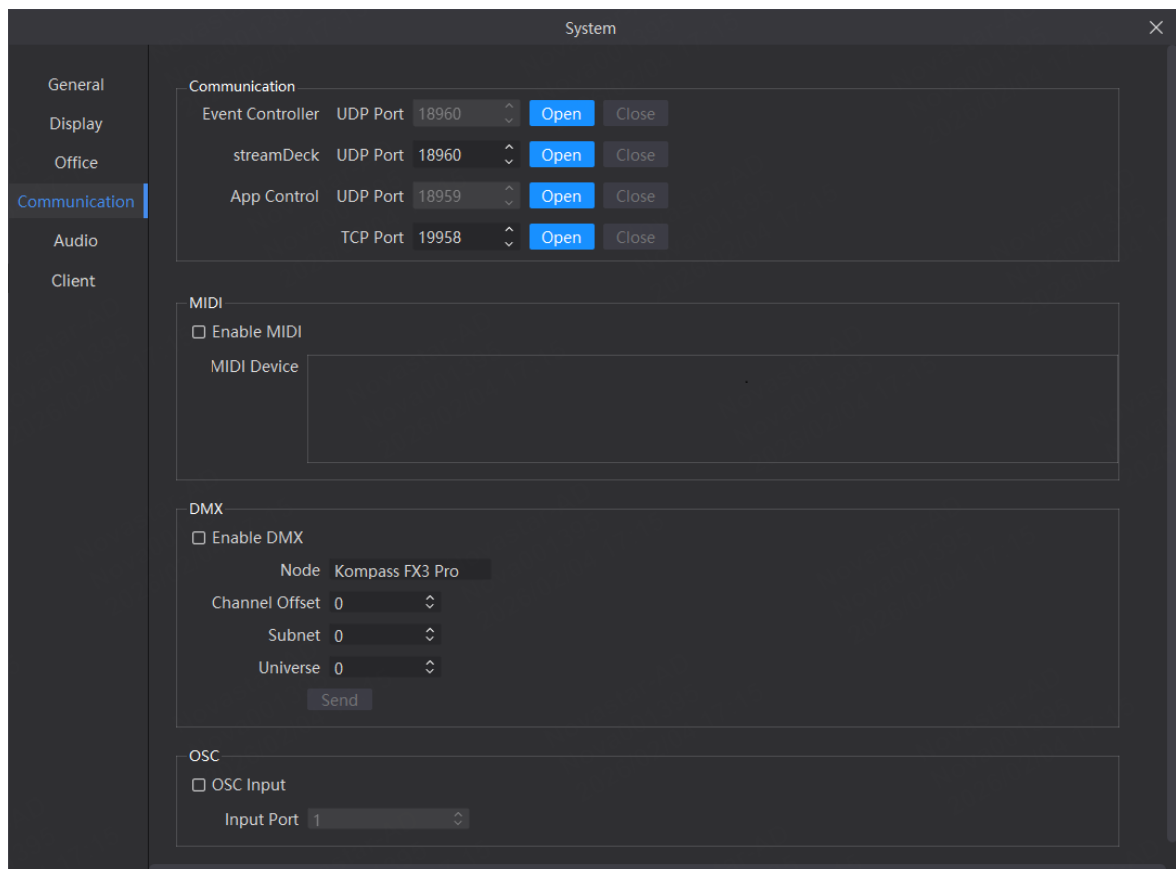 System
General
Display
Office
Communication
Audio
Client
Communication
Event Controller UDP Port 18960 Open Close
streamDeck UDP Port 18960 Open Close
App Control UDP Port 18959 Open Close
TCP Port 19958 Open Close
MIDI
Enable MIDI
MIDI Device
DMX
Enable DMX
Node Kompass FX3 Pro
Channel Offset 0
Subnet 0
Universe 0
Send
OSC
OSC Input
Input Port 1